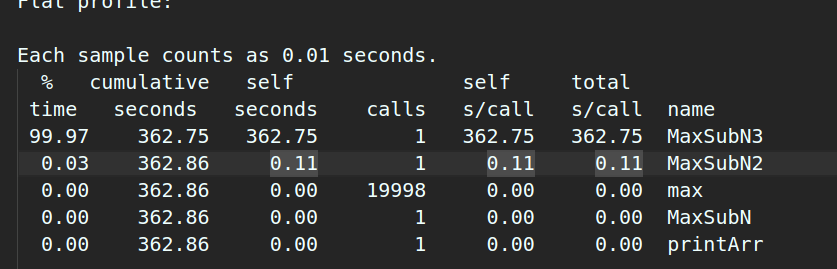 Flat profile:
Each sample counts as 0.01 seconds.
% cumulative self self total
time seconds seconds calls s/call s/call name
99.97 362.75 362.75 1 362.75 362.75 MaxSubN3
0.03 362.86 0.11 1 0.11 0.11 MaxSubN2
0.00 362.86 0.00 19998 0.00 0.00 max
0.00 362.86 0.00 1 0.00 0.00 MaxSubN
0.00 362.86 0.00 1 0.00 0.00 printArr